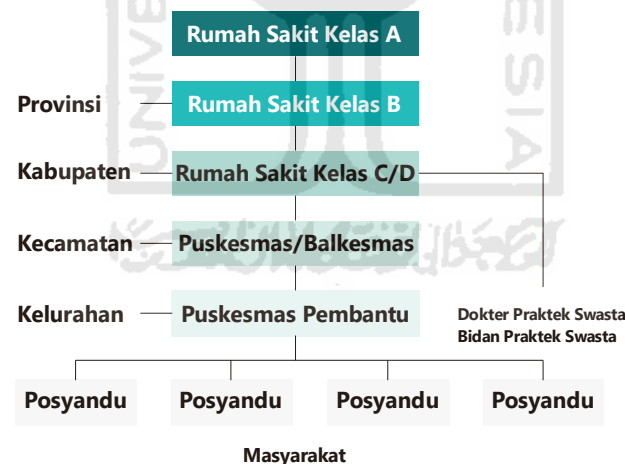 Rumah Sakit Kelas A
Provinsi
Rumah Sakit Kelas B
Kabupaten
Rumah Sakit Kelas C/D
Kecamatan
Puskesmas/Balkesmas
Kelurahan
Puskesmas Pembantu
Dokter Praktek Swasta
Bidan Praktek Swasta
Posyandu
Posyandu
Posyandu
Posyandu
Masyarakat